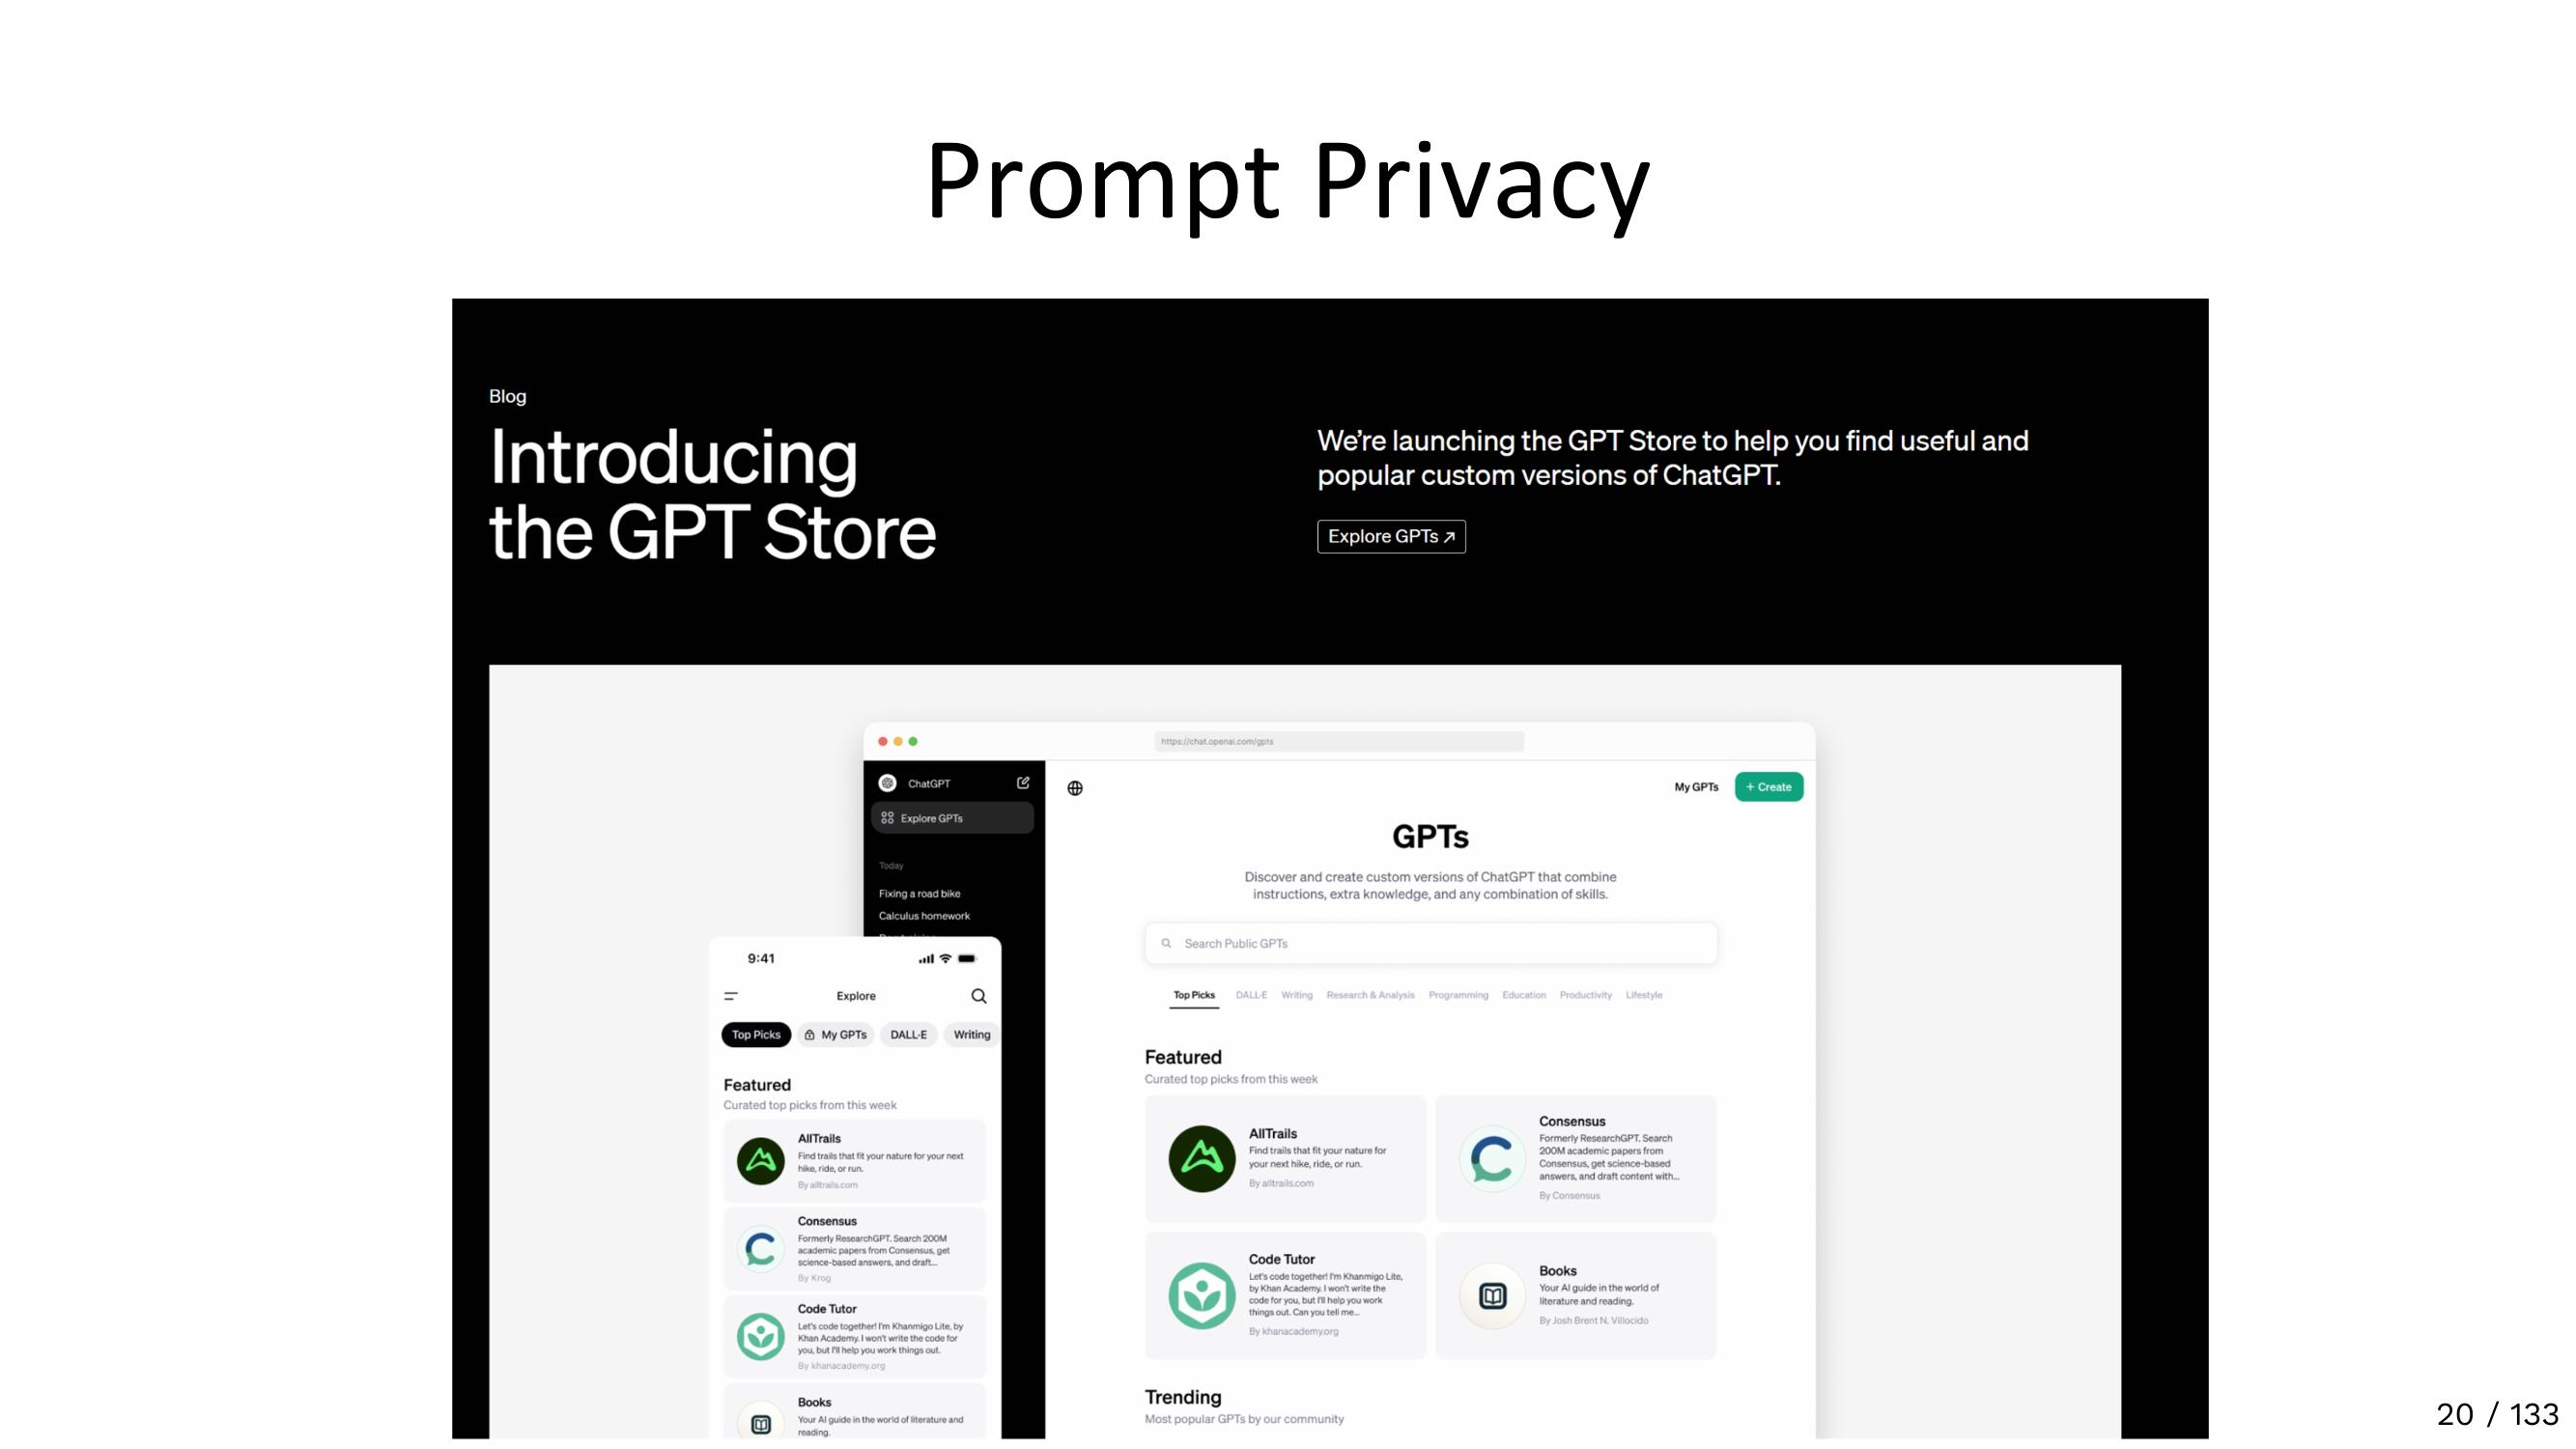 Prompt Privacy
Blog
Introducing
the GPT Store
We're launching the GPT Store to help you find useful and
popular custom versions of ChatGPT.
Explore GPTs ↗
https://chat.openai.com/gpts
ChatGPT
Explore GPTs
Today
Fixing a road bike
Calculus homework
My GPTs
+ Create
GPTs
Discover and create custom versions of ChatGPT that combine
instructions, extra knowledge, and any combination of skills.
Search Public GPTs
Top Picks DALL·E Writing Research & Analysis Programming Education Productivity Lifestyle
Featured
Curated top picks from this week
AllTrails
Find trails that fit your nature for
your next hike, ride, or run.
By alltrails.com
Consensus
Formerly ResearchGPT. Search
200M academic papers from
Consensus, get science-based
answers, and draft content with...
By Consensus
Code Tutor
Let's code together! I'm Khanmigo Lite,
by Khan Academy. I won't write the
code for you, but I'll help you work
things out. Can you tell me...
By khanacademy.org
Books
Your AI guide in the world of
literature and reading.
By Josh Brent N. Villocido
Trending
Most popular GPTs by our community
9:41
Explore
Top Picks My GPTs DALL·E Writing
Featured
Curated top picks from this week
AllTrails
Find trails that fit your nature for your next
hike, ride, or run.
By alltrails.com
Consensus
Formerly ResearchGPT. Search 200M
academic papers from Consensus, get
science-based answers, and draft...
By Krog
Code Tutor
Let's code together! I'm Khanmigo Lite, by
Khan Academy. I won't write the code for
you, but I'll help you work things out.
By khanacademy.org
Books
Your AI guide in the world of literature and
reading.
20 / 133